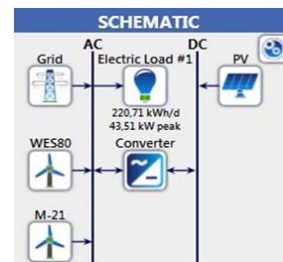 SCHEMATIC
AC
DC
Grid
Electric Load #1
PV
220,71 kWh/d
43,51 kW peak
WES80
Converter
M-21